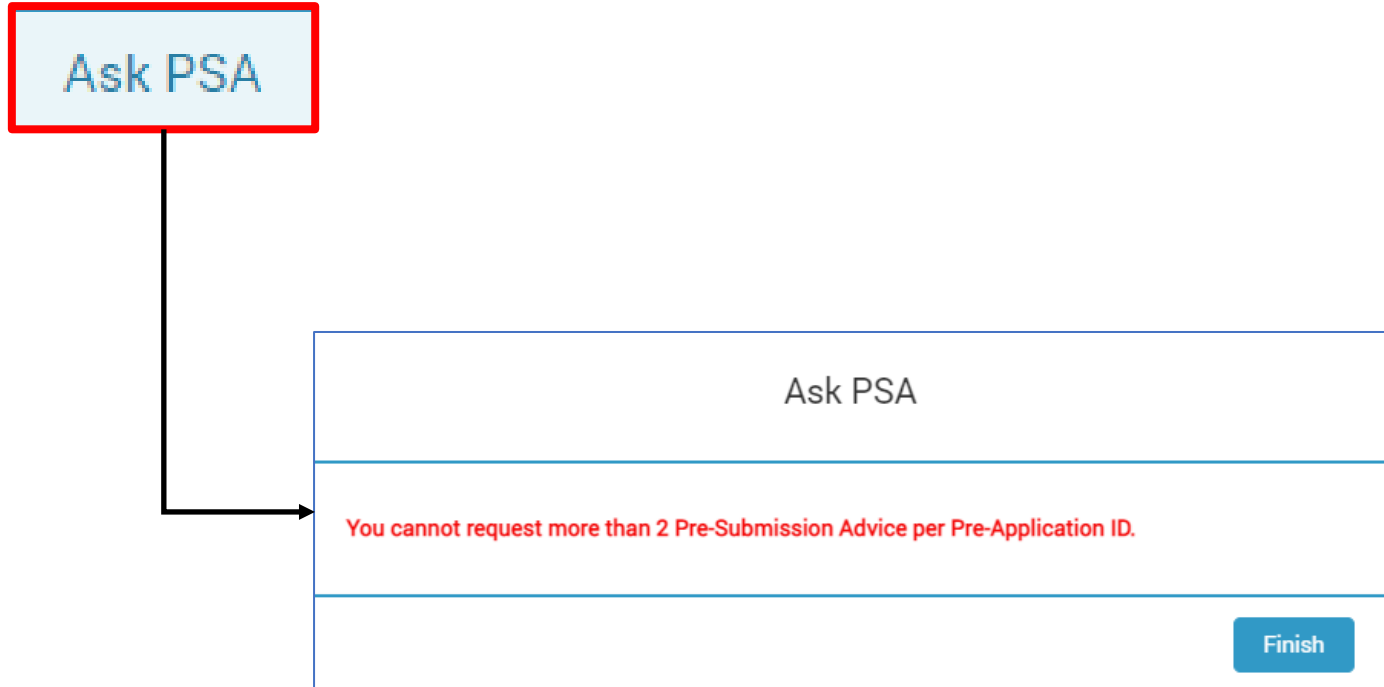 Ask PSA
Ask PSA
You cannot request more than 2 Pre-Submission Advice per Pre-Application ID.
Finish